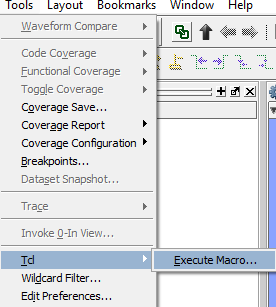 Tools Layout Bookmarks Window
Waveform Compare
Code Coverage
Functional Coverage
Toggle Coverage
Coverage Save...
Coverage Report
Coverage Configuration
Breakpoints...
Dataset Snapshot...
Trace
Invoke 0-In View...
Tcl
Execute Macro...
Wildcard Filter...
Edit Preferences...